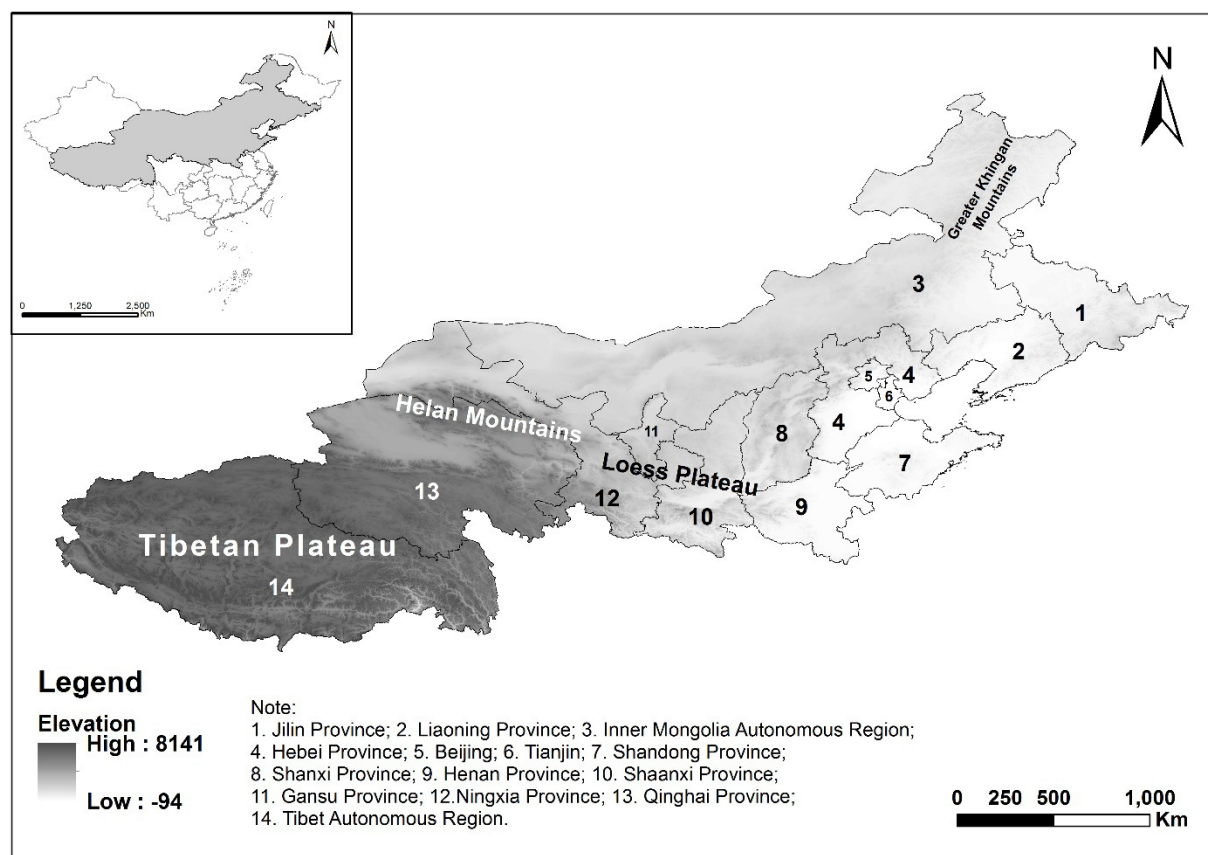 N
0 1,250 2,500
Km
N
Greater Khingan
Mountains
3
1
2
5
4
6
Helan Mountains
11
8
4
7
Loess Plateau
13
12
10
9
Tibetan Plateau
14
Legend
Elevation
High : 8141
Low : -94
Note:
1. Jilin Province; 2. Liaoning Province; 3. Inner Mongolia Autonomous Region;
4. Hebei Province; 5. Beijing; 6. Tianjin; 7. Shandong Province;
8. Shanxi Province; 9. Henan Province; 10. Shaanxi Province;
11. Gansu Province; 12.Ningxia Province; 13. Qinghai Province;
14. Tibet Autonomous Region.
0 250 500 1,000
Km